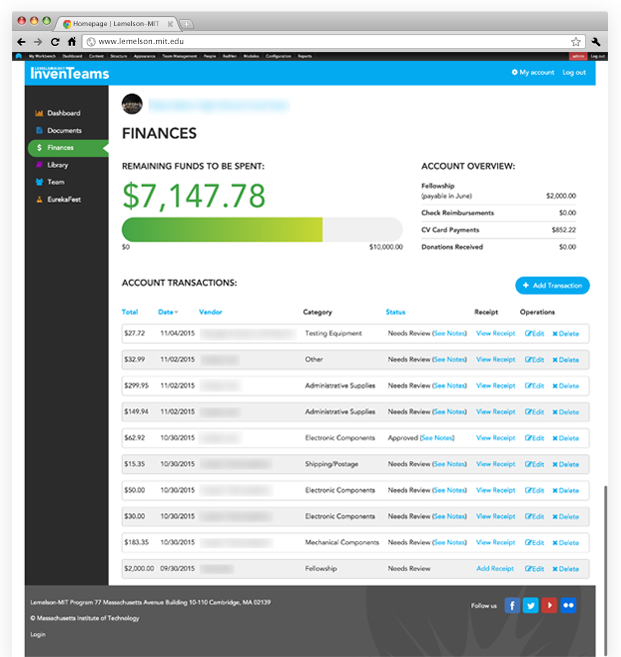 Homepage | Lemelson-MIT
www.lemelson.mit.edu
My Workbench Dashboard Content Structure Appearance Team Management People Modules Configuration Reports admin Log out
LEMELSON-MIT
InvenTeams
My account Log out
Dashboard
Documents
Finances
Library
Team
EurekaFest
FINANCES
REMAINING FUNDS TO BE SPENT:
$7,147.78
$0 $10,000.00
ACCOUNT OVERVIEW:
Fellowship
(payable in June) $2,000.00
Check Reimbursements $0.00
CV Card Payments $852.22
Donations Received $0.00
ACCOUNT TRANSACTIONS:
+ Add Transaction
Total Date Vendor Category Status Receipt Operations
$27.72 11/04/2015 Testing Equipment Needs Review (See Notes) View Receipt Edit Delete
$32.99 11/02/2015 Other Needs Review (See Notes) View Receipt Edit Delete
$299.95 11/02/2015 Administrative Supplies Needs Review (See Notes) View Receipt Edit Delete
$149.94 11/02/2015 Administrative Supplies Needs Review (See Notes) View Receipt Edit Delete
$62.92 10/30/2015 Electronic Components Approved (See Notes) View Receipt Edit Delete
$15.35 10/30/2015 Shipping/Postage Needs Review (See Notes) View Receipt Edit Delete
$50.00 10/30/2015 Electronic Components Needs Review (See Notes) View Receipt Edit Delete
$30.00 10/30/2015 Electronic Components Needs Review (See Notes) View Receipt Edit Delete
$183.35 10/30/2015 Mechanical Components Needs Review (See Notes) View Receipt Edit Delete
$2,000.00 09/30/2015 Fellowship Needs Review Add Receipt Edit Delete
Lemelson-MIT Program 77 Massachusetts Avenue Building 10-110 Cambridge, MA 02139
© Massachusetts Institute of Technology
Login
Follow us